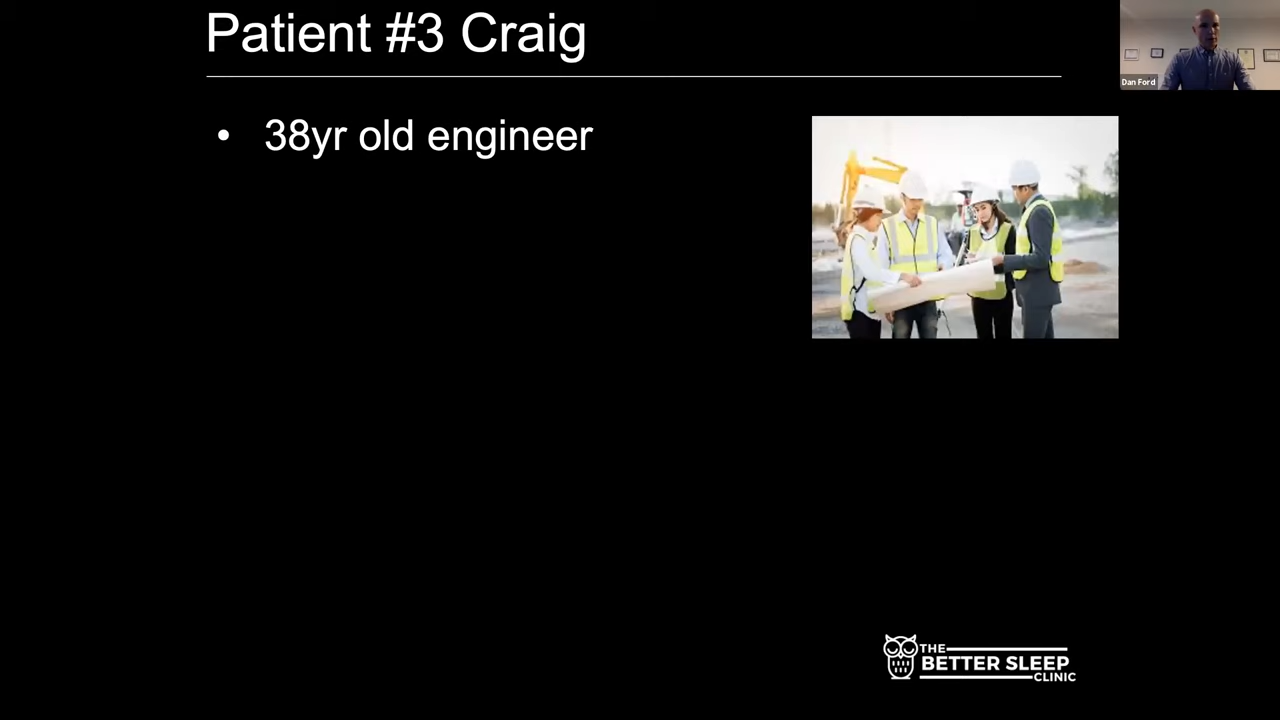 Patient #3 Craig
Dan Ford
• 38yr old engineer
THE
BETTER SLEEP
CLINIC